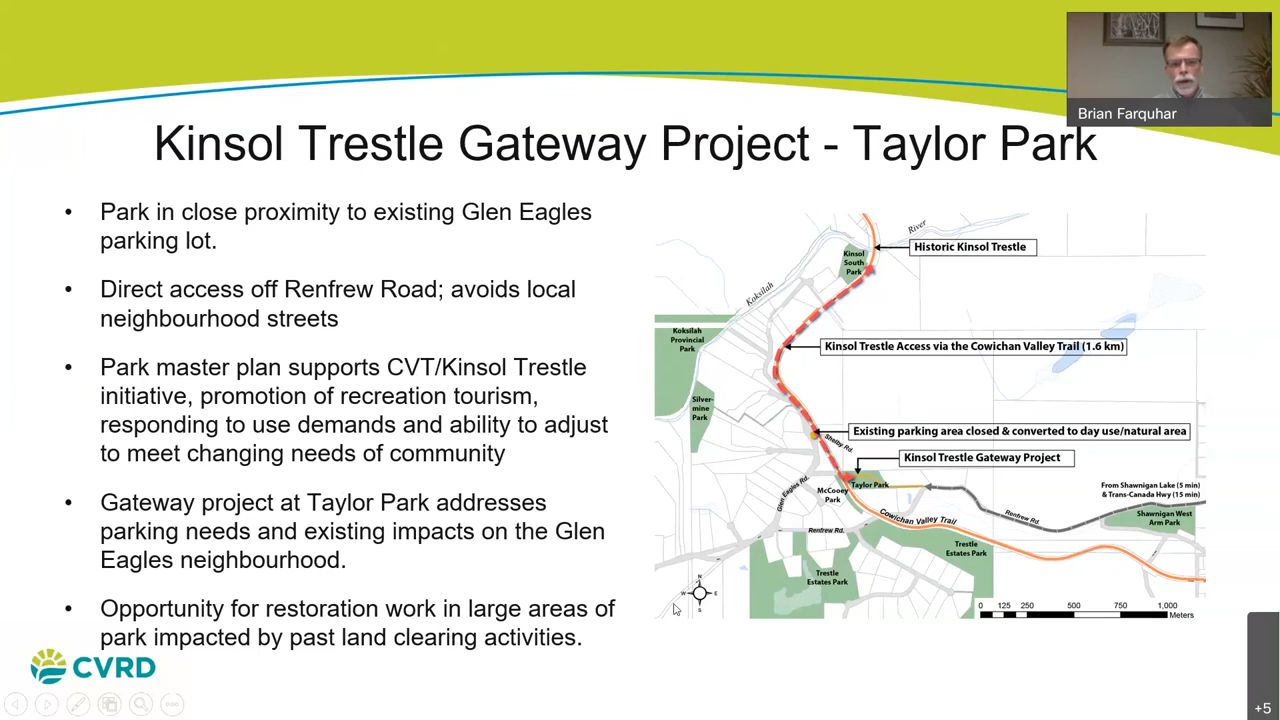 Brian Farquhar
Kinsol Trestle Gateway Project - Taylor Park
• Park in close proximity to existing Glen Eagles
parking lot.
• Direct access off Renfrew Road; avoids local
neighbourhood streets
• Park master plan supports CVT/Kinsol Trestle
initiative, promotion of recreation tourism,
responding to use demands and ability to adjust
to meet changing needs of community
• Gateway project at Taylor Park addresses
parking needs and existing impacts on the Glen
Eagles neighbourhood.
• Opportunity for restoration work in large areas of
park impacted by past land clearing activities.
CVRD
River
Historic Kinsol Trestle
Kinsol
South
Park
Koksilah
Koksilah
Provincial
Park
Kinsol Trestle Access via the Cowichan Valley Trail (1.6 km)
Silver-
mine
Park
Existing parking area closed & converted to day use/natural area
Shelby Rd.
Kinsol Trestle Gateway Project
Glen Eagles Rd.
McCooey
Park
Taylor Park
From Shawnigan Lake (5 min)
& Trans-Canada Hwy (15 min)
Renfrew Rd.
Shawnigan West
Arm Park
Cowichan Valley Trail
Renfrew Rd.
Trestle
Estates Park
Trestle
Estates Park
N
W E
S
0 125 250 500 750 1,000
Meters
+5